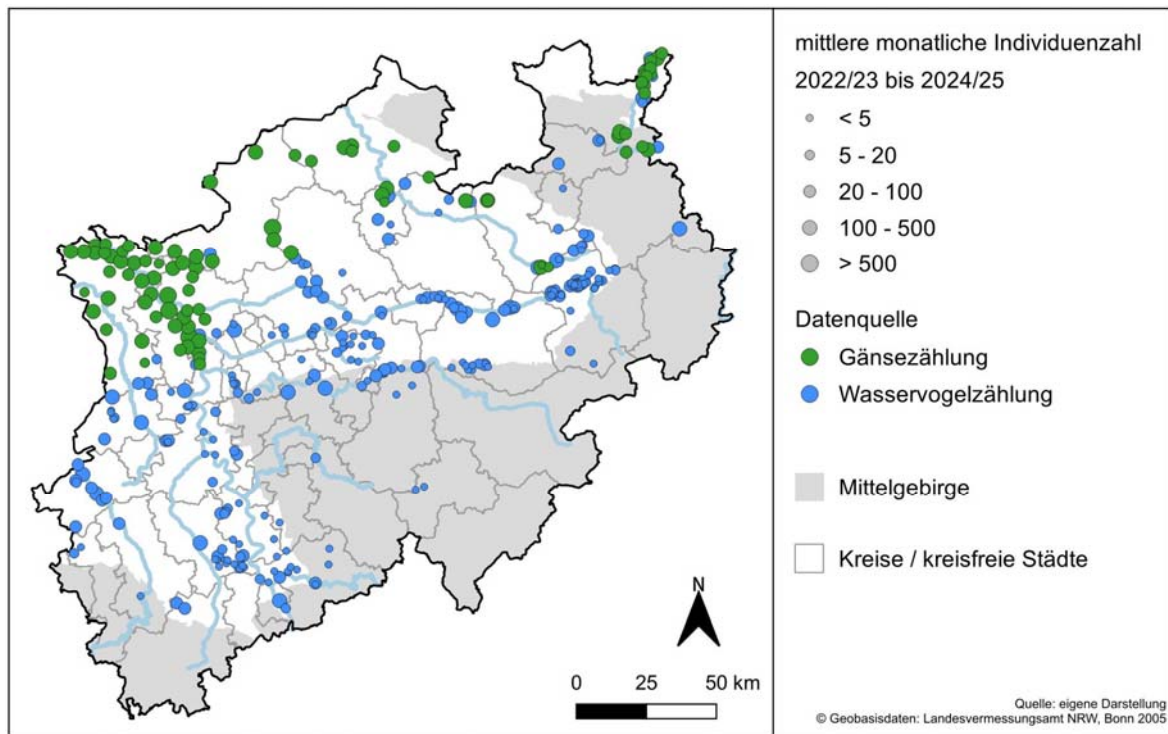 mittlere monatliche Individuenzahl
2022/23 bis 2024/25
< 5
5 - 20
20 - 100
100 - 500
> 500
Datenquelle
Gänsezählung
Wasservogelzählung
Mittelgebirge
Kreise / kreisfreie Städte
N
0 25 50 km
Quelle: eigene Darstellung
© Geobasisdaten: Landesvermessungsamt NRW, Bonn 2005